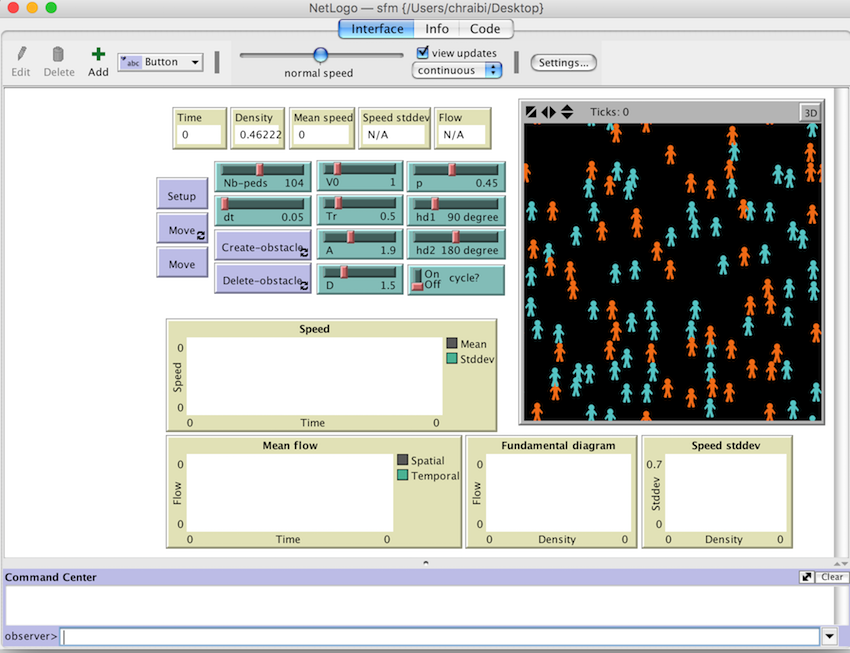 NetLogo — sfm {/Users/chraibi/Desktop}
Interface Info Code
Edit Delete Add abc Button normal speed view updates continuous Settings...
Time Density Mean speed Speed stddev Flow
0 0.46222 0 N/A N/A
Ticks: 0 3D
Setup
Move
Move
Nb-peds 104
dt 0.05
Create-obstacle
Delete-obstacle
V0 1
Tr 0.5
A 1.9
D 1.5
p 0.45
hd1 90 degree
hd2 180 degree
On
Off
cycle?
Speed
0
Speed
0
0 Time 0
Mean
Stddev
Mean flow
0
Flow
0
0 Time 0
Spatial
Temporal
Fundamental diagram
0
Flow
0
0 Density 0
Speed stddev
0.7
Stddev
0
0 Density 0
Command Center
Clear
observer>